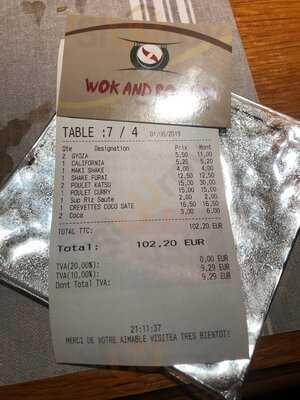 WOK AND
TABLE :7 / 4 01/06/2019
Qte Designation Prix Mont
2 GYOZA 5,50 11,00
1 CALIFORNIA 5,20 5,20
1 MAKI SHAKE 4,00 4,00
1 SHAKE FURAI 12,50 12,50
2 POULET KATSU 15,00 30,00
1 POULET CURRY 15,00 15,00
1 Sup Riz Saute 2,00 2,00
1 CREVETTES COCO SATE 16,50 16,50
2 Coca 3,00 6,00
TOTAL TTC: 102,20 EUR
Total: 102,20 EUR
TVA(20,00%): 0,00 EUR
TVA(10,00%): 9,29 EUR
Dont Total TVA: 9,29 EUR
21:11:37
MERCI DE VOTRE AIMABLE VISITEA TRES BIENTOT!